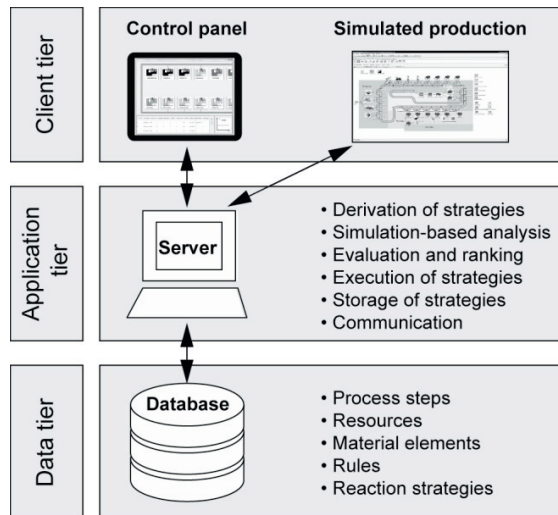 Client tier
Control panel
Simulated production
Application
tier
Server
• Derivation of strategies
• Simulation-based analysis
• Evaluation and ranking
• Execution of strategies
• Storage of strategies
• Communication
Data tier
Database
• Process steps
• Resources
• Material elements
• Rules
• Reaction strategies